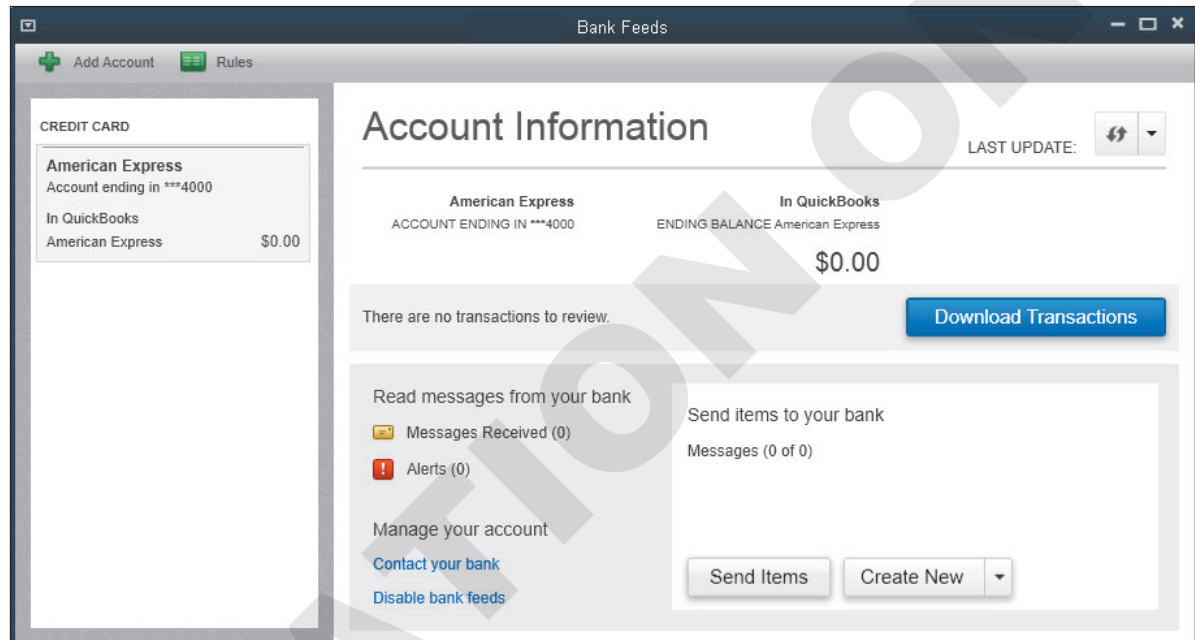 Bank Feeds
Add Account Rules
CREDIT CARD
American Express
Account ending in ***4000
In QuickBooks
American Express $0.00
Account Information
LAST UPDATE:
American Express
ACCOUNT ENDING IN ***4000
In QuickBooks
ENDING BALANCE American Express
$0.00
There are no transactions to review.
Download Transactions
Read messages from your bank
Messages Received (0)
Alerts (0)
Manage your account
Contact your bank
Disable bank feeds
Send items to your bank
Messages (0 of 0)
Send Items
Create New
ATION ON